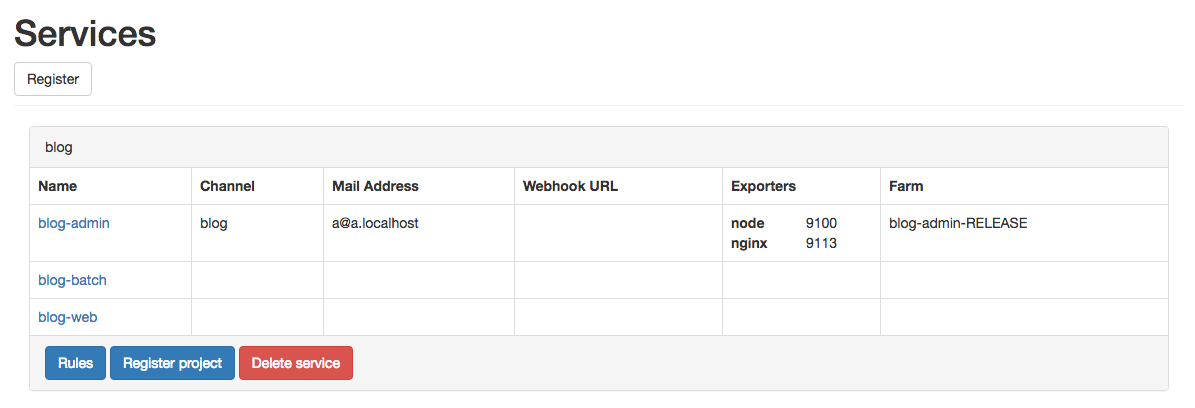 Services
Register
blog
Name Channel Mail Address Webhook URL Exporters Farm
blog-admin blog a@a.localhost node 9100 blog-admin-RELEASE
nginx 9113
blog-batch
blog-web
Rules Register project Delete service